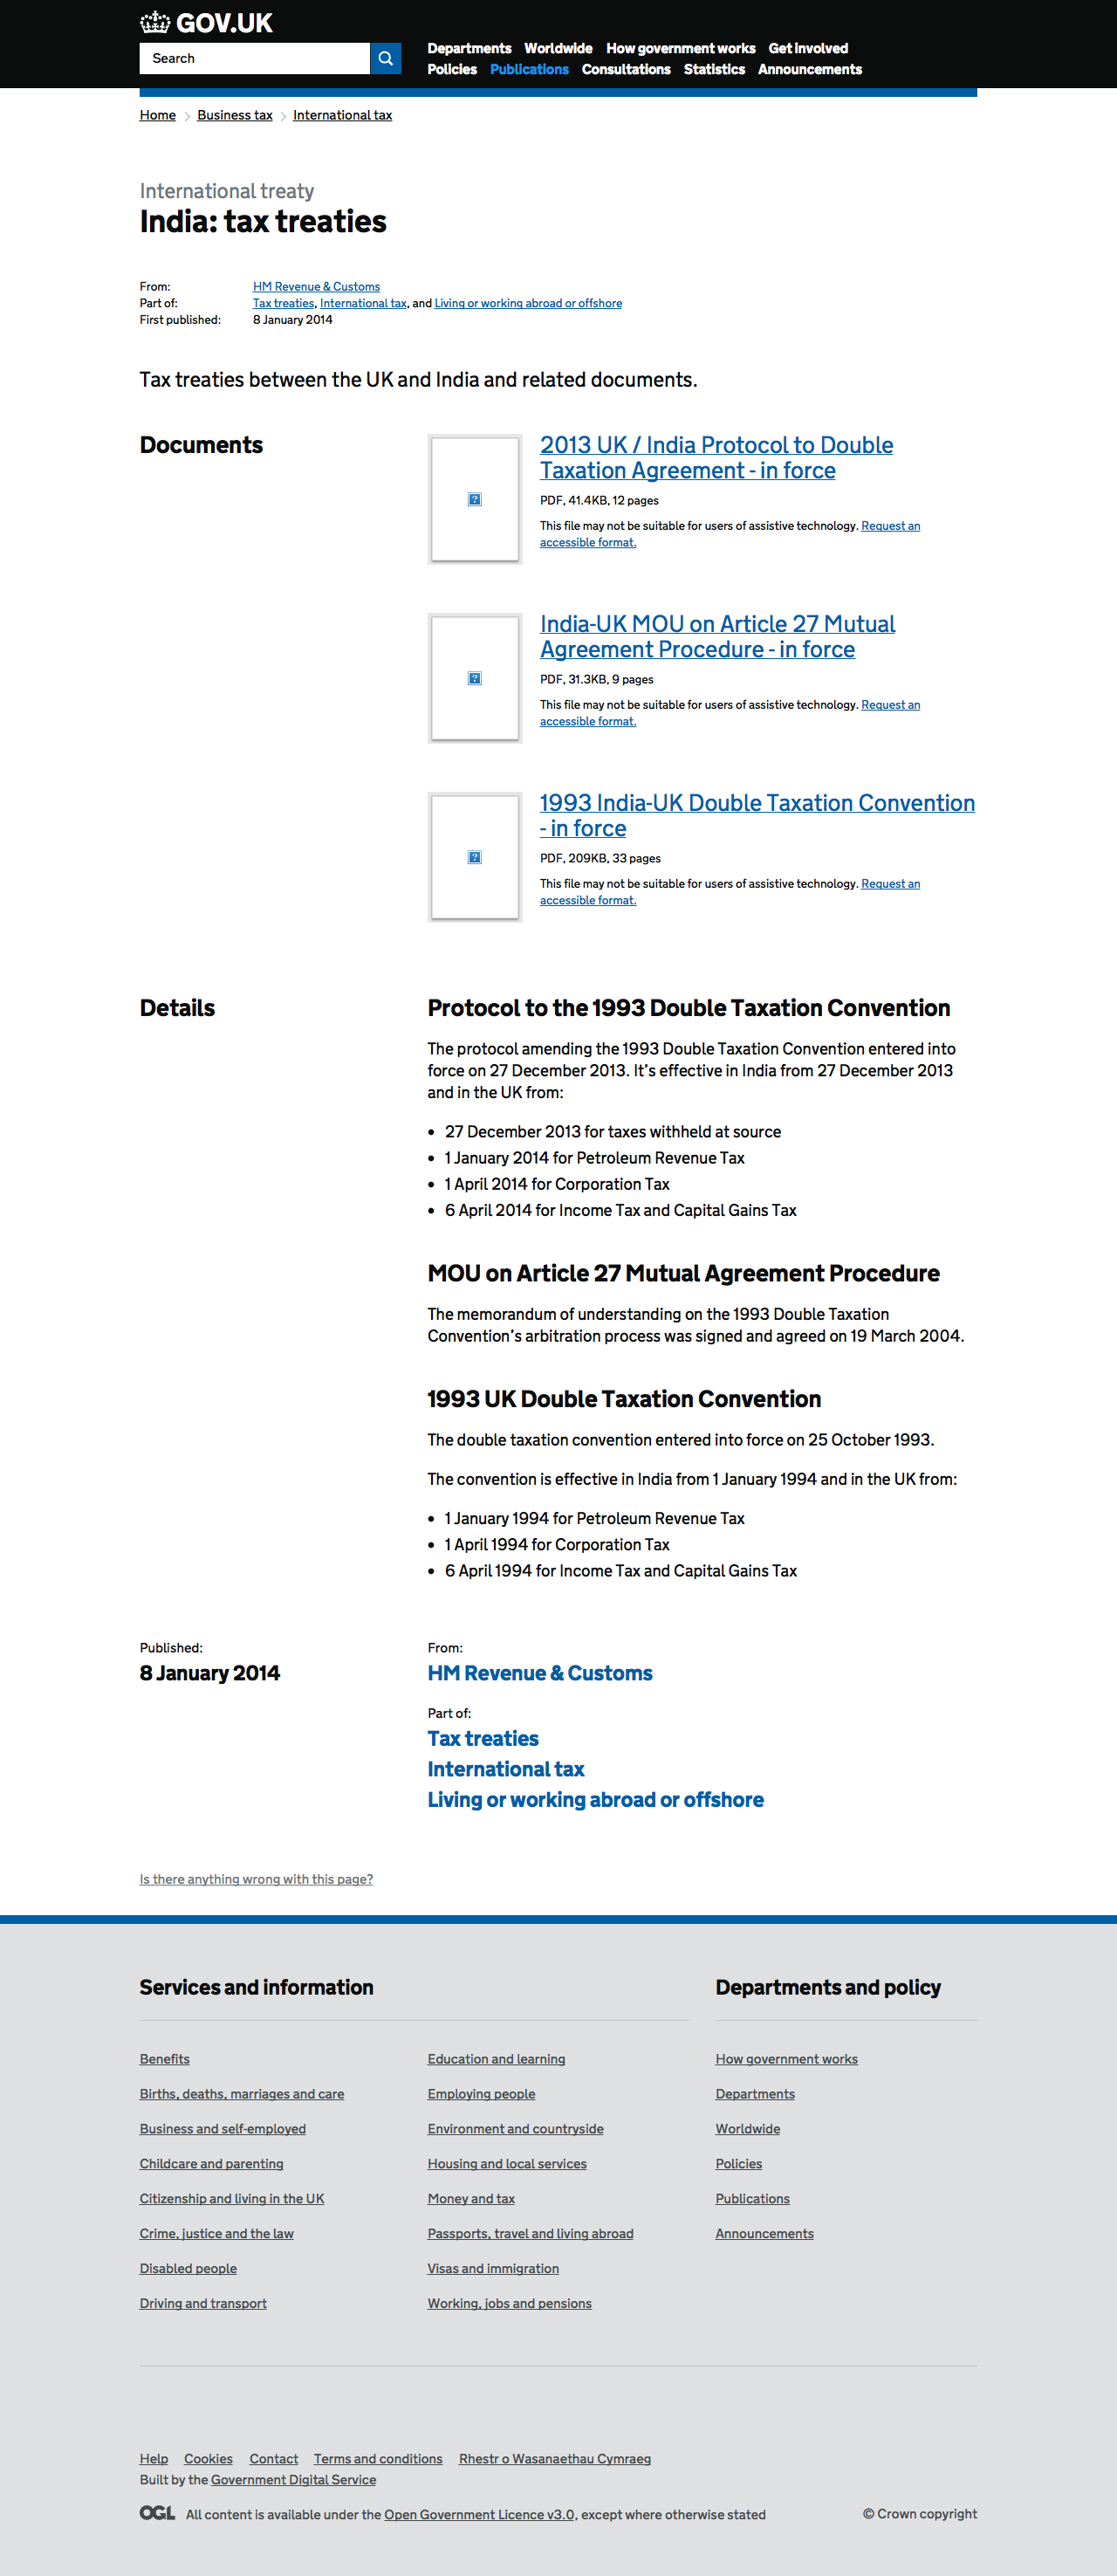 GOV.UK
Search
Departments Worldwide How government works Get involved
Policies Publications Consultations Statistics Announcements
Home Business tax International tax
International treaty
India: tax treaties
From: HM Revenue & Customs
Part of: Tax treaties, International tax, and Living or working abroad or offshore
First published: 8 January 2014
Tax treaties between the UK and India and related documents.
Documents
2013 UK / India Protocol to Double
Taxation Agreement - in force
PDF, 41.4KB, 12 pages
This file may not be suitable for users of assistive technology. Request an
accessible format.
India-UK MOU on Article 27 Mutual
Agreement Procedure - in force
PDF, 31.3KB, 9 pages
This file may not be suitable for users of assistive technology. Request an
accessible format.
1993 India-UK Double Taxation Convention
- in force
PDF, 209KB, 33 pages
This file may not be suitable for users of assistive technology. Request an
accessible format.
Details
Protocol to the 1993 Double Taxation Convention
The protocol amending the 1993 Double Taxation Convention entered into
force on 27 December 2013. It’s effective in India from 27 December 2013
and in the UK from:
• 27 December 2013 for taxes withheld at source
• 1 January 2014 for Petroleum Revenue Tax
• 1 April 2014 for Corporation Tax
• 6 April 2014 for Income Tax and Capital Gains Tax
MOU on Article 27 Mutual Agreement Procedure
The memorandum of understanding on the 1993 Double Taxation
Convention’s arbitration process was signed and agreed on 19 March 2004.
1993 UK Double Taxation Convention
The double taxation convention entered into force on 25 October 1993.
The convention is effective in India from 1 January 1994 and in the UK from:
• 1 January 1994 for Petroleum Revenue Tax
• 1 April 1994 for Corporation Tax
• 6 April 1994 for Income Tax and Capital Gains Tax
Published:
8 January 2014
From:
HM Revenue & Customs
Part of:
Tax treaties
International tax
Living or working abroad or offshore
Is there anything wrong with this page?
Services and information
Benefits
Births, deaths, marriages and care
Business and self-employed
Childcare and parenting
Citizenship and living in the UK
Crime, justice and the law
Disabled people
Driving and transport
Education and learning
Employing people
Environment and countryside
Housing and local services
Money and tax
Passports, travel and living abroad
Visas and immigration
Working, jobs and pensions
Departments and policy
How government works
Departments
Worldwide
Policies
Publications
Announcements
Help Cookies Contact Terms and conditions Rhestr o Wasanaethau Cymraeg
Built by the Government Digital Service
OGL All content is available under the Open Government Licence v3.0, except where otherwise stated
© Crown copyright